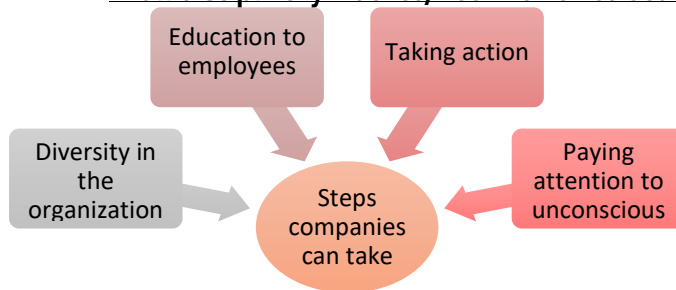 Education to
employees
Taking action
Diversity in
the
organization
Paying
attention to
unconscious
Steps
companies
can take